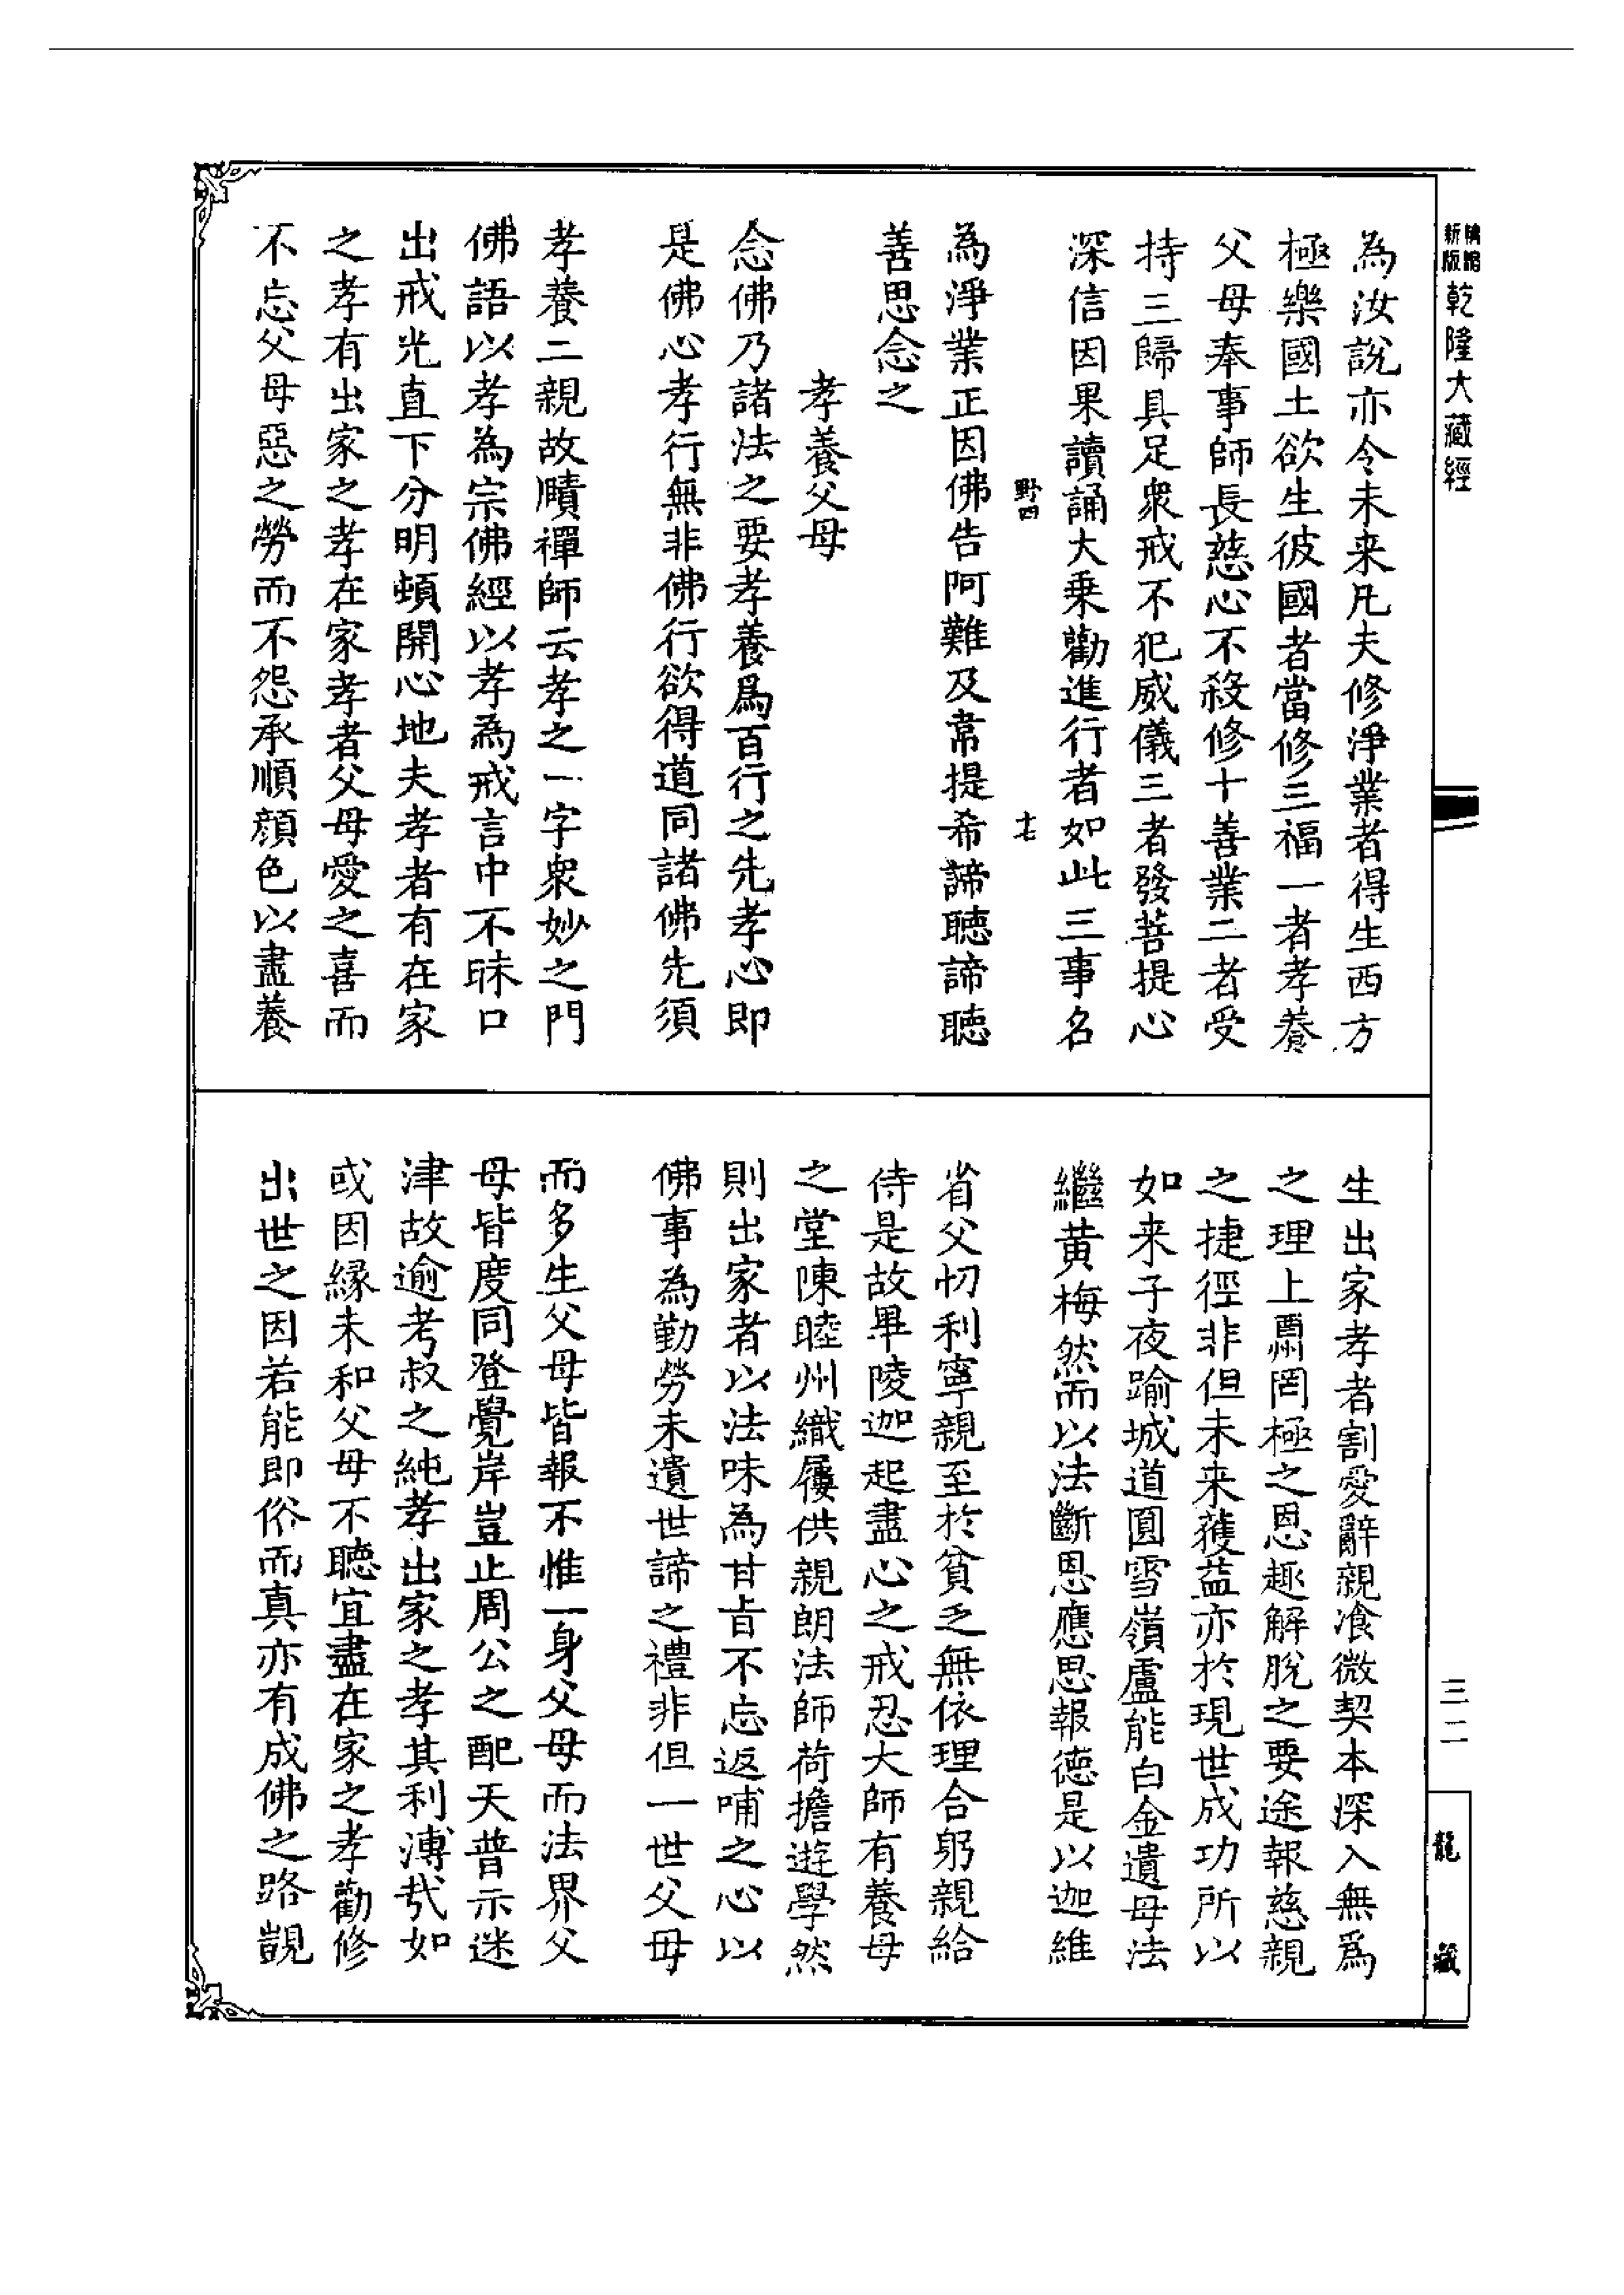 精錦新版乾隆大藏經
為汝說亦令未来凡夫修淨業者得生西方
極樂國土欲生彼國者當修三福一者孝養
父母奉事師長慈心不殺修十善業二者受
持三歸具足衆戒不犯威儀三者發菩提心
深信因果讀誦大乗勸進行者如此三事名
野四 十七
為淨業正因佛告阿難及韋提希諦聽諦聽
善思念之
孝養父母
念佛乃諸法之要孝養爲百行之先孝心即
是佛心孝行無非佛行欲得道同諸佛先須
孝養二親故賾禪師云孝之一字衆妙之門
佛語以孝為宗佛經以孝為戒言中不昧口
出戒光直下分明頓開心地夫孝者有在家
之孝有出家之孝在家孝者父母愛之喜而
不忘父母惡之勞而不怨承順顔色以盡養
生出家孝者割愛辭親飡微契本深入無爲
之理上酬罔極之恩趣解脫之要途報慈親
之捷徑非但未来獲益亦於現世成功所以
如来子夜踰城道圓雪嶺盧能白金遺母法
繼黄梅然而以法斷恩應思報徳是以迦維
省父忉利寧親至於貧乏無依理合躬親給
侍是故畢陵迦起盡心之戒忍大師有養母
之堂陳睦州織屨供親朗法師荷擔遊學然
則出家者以法味為甘旨不忘返哺之心以
佛事為勤勞未遺世諦之禮非但一世父母
而多生父母皆報不惟一身父母而法界父
母皆度同登覺岸豈止周公之配天普示迷
津故逾考叔之純孝出家之孝其利溥哉如
或因緣未和父母不聽宜盡在家之孝勸修
出世之因若能即俗而真亦有成佛之路覬
三二
龍藏